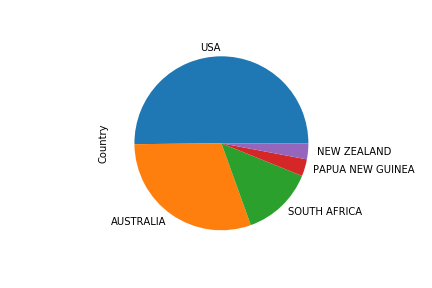 USA
Country
NEW ZEALAND
PAPUA NEW GUINEA
SOUTH AFRICA
AUSTRALIA